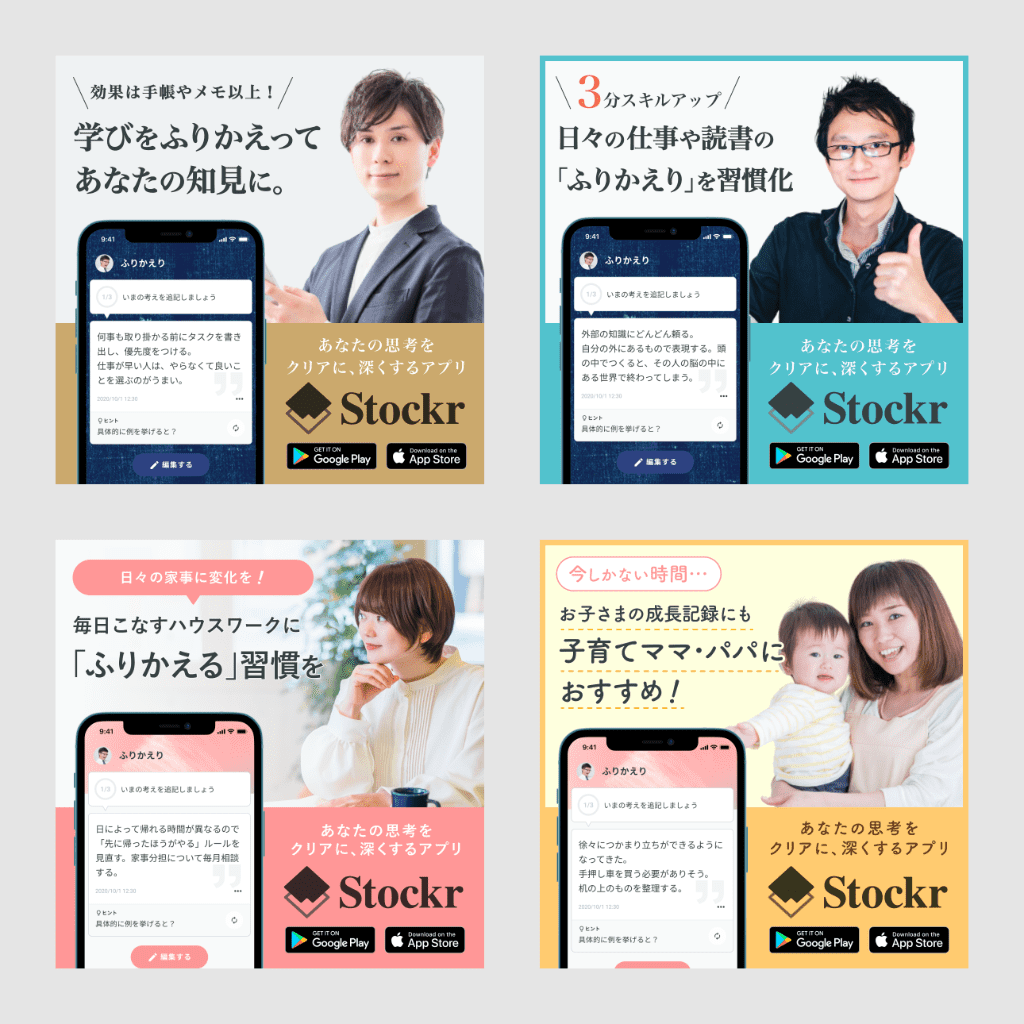 効果は手帳やメモ以上！
学びをふりかえって
あなたの知見に。
9:41
ふりかえり
1/3
いまの考えを追記しましょう
何事も取り掛かる前にタスクを書き
出し、優先度をつける。
仕事が早い人は、やらなくて良いこ
とを選ぶのがうまい。
2020/10/1 12:30
ヒント
具体的に例を挙げると？
編集する
あなたの思考を
クリアに、深くするアプリ
Stockr
GET IT ON
Google Play
Download on the
App Store
3分スキルアップ
日々の仕事や読書の
「ふりかえり」を習慣化
9:41
ふりかえり
1/3
いまの考えを追記しましょう
外部の知識にどんどん頼る。
自分の外にあるもので表現する。頭
の中でつくると、その人の脳の中に
ある世界で終わってしまう。
2020/10/1 12:30
ヒント
具体的に例を挙げると？
編集する
あなたの思考を
クリアに、深くするアプリ
Stockr
GET IT ON
Google Play
Download on the
App Store
日々の家事に変化を！
毎日こなすハウスワークに
「ふりかえる」習慣を
9:41
ふりかえり
1/3
いまの考えを追記しましょう
日によって帰れる時間が異なるので
「先に帰ったほうがやる」ルールを
見直す。家事分担について毎月相談
する。
2020/10/1 12:30
ヒント
具体的に例を挙げると？
編集する
あなたの思考を
クリアに、深くするアプリ
Stockr
GET IT ON
Google Play
Download on the
App Store
今しかない時間…
お子さまの成長記録にも
子育てママ・パパに
おすすめ！
9:41
ふりかえり
1/3
いまの考えを追記しましょう
徐々につかまり立ちができるように
なってきた。
手押し車を買う必要がありそう。
机の上のものを整理する。
2020/10/1 12:30
ヒント
具体的に例を挙げると？
あなたの思考を
クリアに、深くするアプリ
Stockr
GET IT ON
Google Play
Download on the
App Store